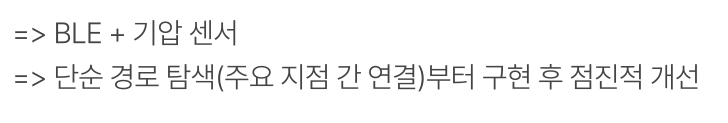 => BLE + 기압 센서
=> 단순 경로 탐색(주요 지점 간 연결)부터 구현 후 점진적 개선